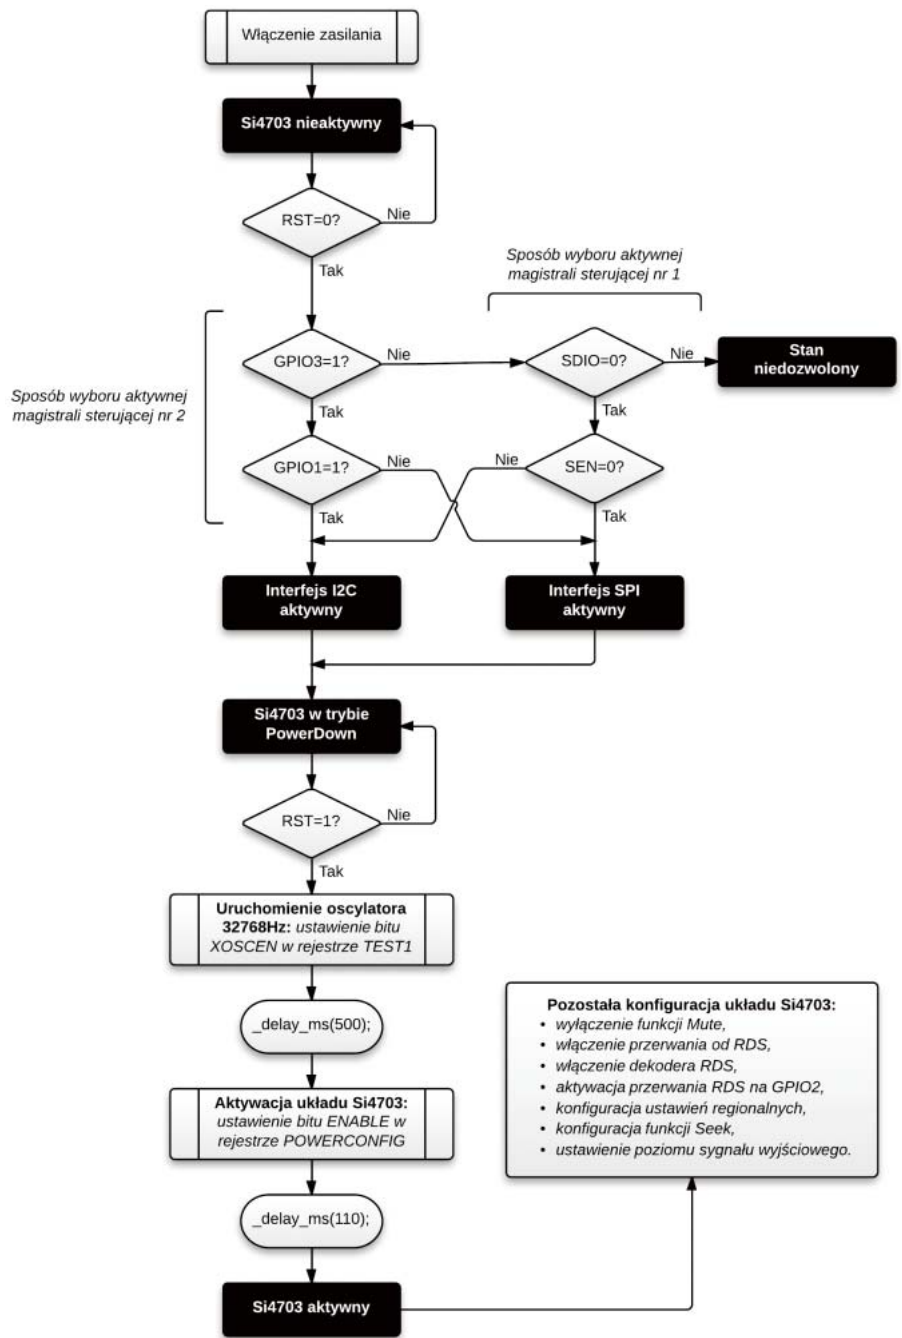 Włączenie zasilania
Si4703 nieaktywny
RST=0?
Nie
Tak
Sposób wyboru aktywnej
magistrali sterującej nr 1
GPIO3=1?
Nie
SDIO=0?
Nie
Stan
niedozwolony
Sposób wyboru aktywnej
magistrali sterującej nr 2
Tak
Tak
GPIO1=1?
Nie
Nie
SEN=0?
Tak
Tak
Interfejs I2C
aktywny
Interfejs SPI
aktywny
Si4703 w trybie
PowerDown
RST=1?
Nie
Tak
Uruchomienie oscylatora
32768Hz: ustawienie bitu
XOSCEN w rejestrze TEST1
_delay_ms(500);
Aktywacja układu Si4703:
ustawienie bitu ENABLE w
rejestrze POWERCONFIG
_delay_ms(110);
Si4703 aktywny
Pozostała konfiguracja układu Si4703:
• wyłączenie funkcji Mute,
• włączenie przerwania od RDS,
• włączenie dekodera RDS,
• aktywacja przerwania RDS na GPIO2,
• konfiguracja ustawień regionalnych,
• konfiguracja funkcji Seek,
• ustawienie poziomu sygnału wyjściowego.